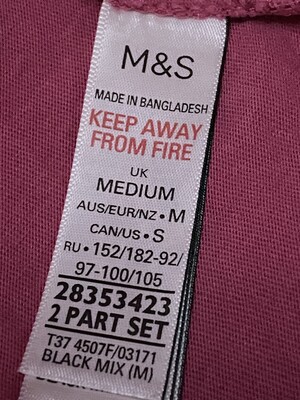 M&S
MADE IN BANGLADESH
KEEP AWAY
FROM FIRE
UK
MEDIUM
AUS/EUR/NZ • M
CAN/US • S
RU • 152/182-92/
97-100/105
28353423
2 PART SET
T37 4507F/03171
BLACK MIX (M)